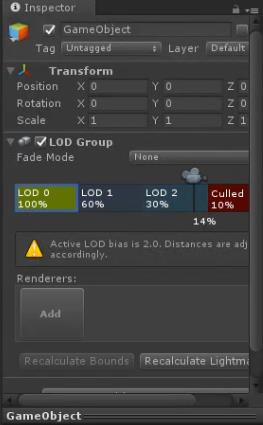 Inspector
GameObject
Tag Untagged Layer Default
Transform
Position X 0 Y 0 Z 0
Rotation X 0 Y 0 Z 0
Scale X 1 Y 1 Z 1
LOD Group
Fade Mode None
LOD 0 LOD 1 LOD 2 Culled
100% 60% 30% 10%
14%
Active LOD bias is 2.0. Distances are adj
accordingly.
Renderers:
Add
Recalculate Bounds Recalculate Lightma
GameObject